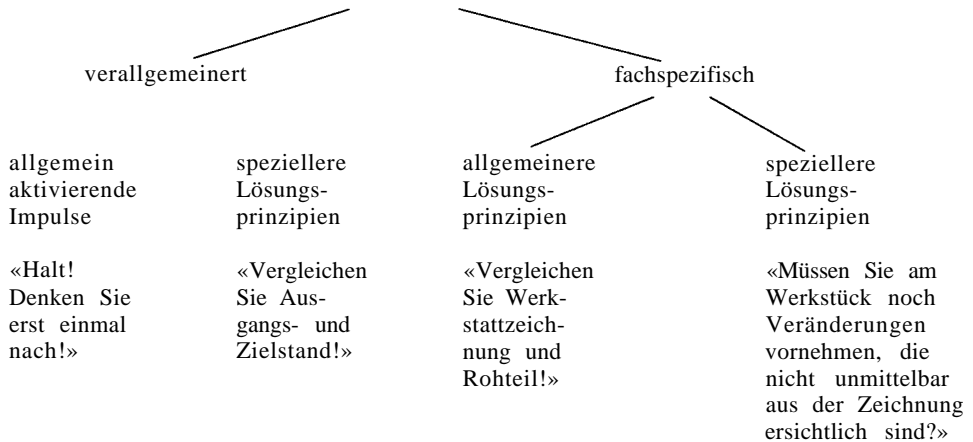 verallgemeinert
fachspezifisch
allgemein
aktivierende
Impulse
speziellere
Lösungs-
prinzipien
allgemeinere
Lösungs-
prinzipien
speziellere
Lösungs-
prinzipien
«Halt!
Denken Sie
erst einmal
nach!»
«Vergleichen
Sie Aus-
gangs- und
Zielstand!»
«Vergleichen
Sie Werk-
stattzeich-
nung und
Rohteil!»
«Müssen Sie am
Werkstück noch
Veränderungen
vornehmen, die
nicht unmittelbar
aus der Zeichnung
ersichtlich sind?»